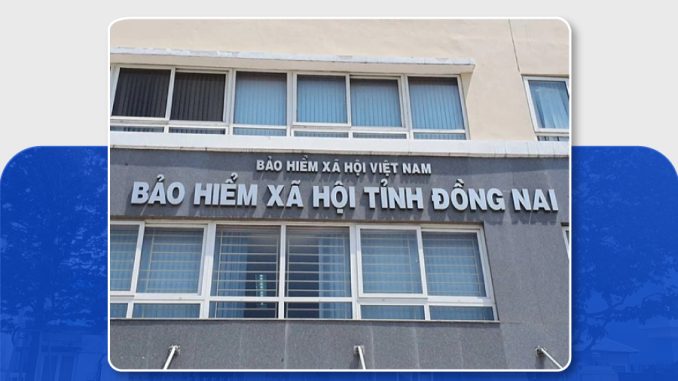 BẢO HIỂM XÃ HỘI VIỆT NAM
BẢO HIỂM XÃ HỘI TỈNH ĐỒNG NAI